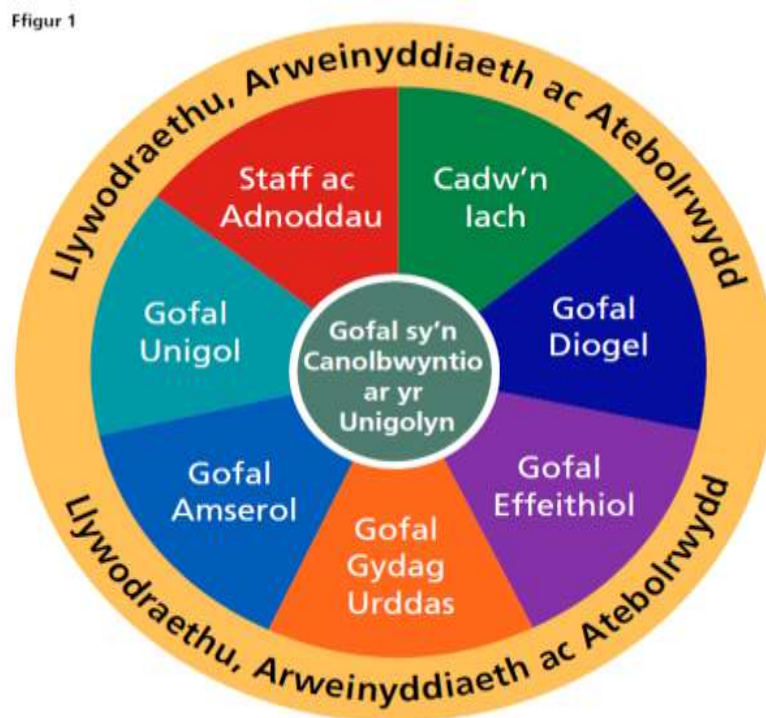 Ffigur 1
Llywodraethu, Arweinyddiaeth ac Atebolrwydd
Staff ac
Adnoddau
Cadw'n
Iach
Gofal
Unigol
Gofal
Diogel
Gofal sy'n
Canolbwyntio
ar yr
Unigolyn
Gofal
Amserol
Gofal
Effeithiol
Gofal
Gydag
Urddas
Llywodraethu, Arweinyddiaeth ac Atebolrwydd